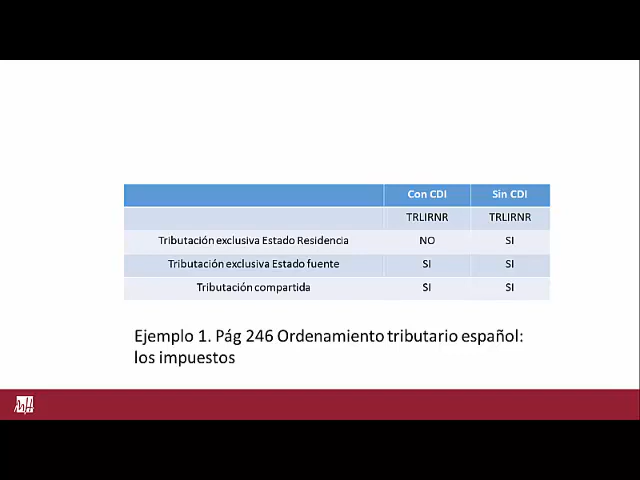 Con CDI Sin CDI
TRLIRNR TRLIRNR
Tributación exclusiva Estado Residencia NO SI
Tributación exclusiva Estado fuente SI SI
Tributación compartida SI SI
Ejemplo 1. Pág 246 Ordenamiento tributario español:
los impuestos